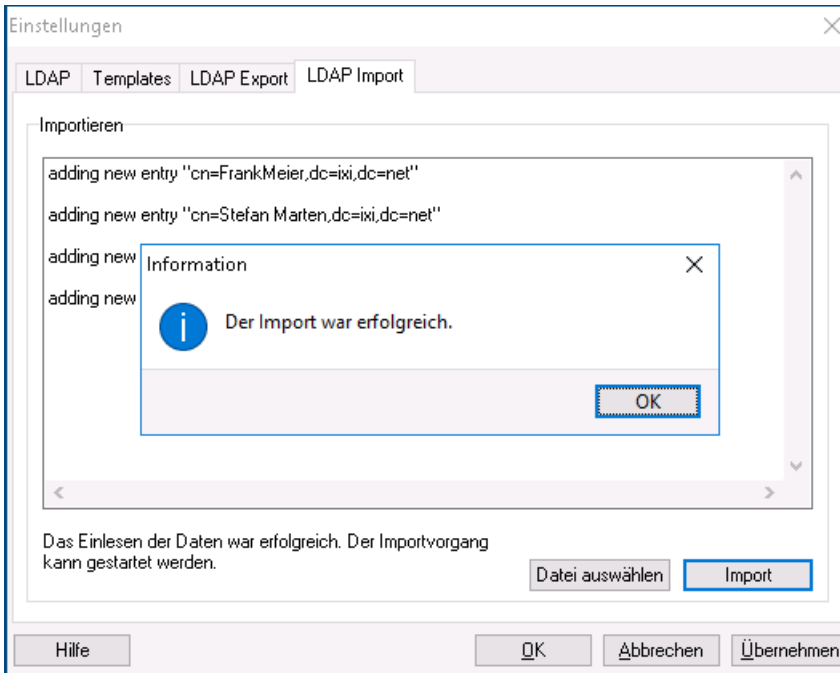 Einstellungen
LDAP Templates LDAP Export LDAP Import
Importieren
adding new entry "cn=FrankMeier,dc=ixi,dc=net"
adding new entry "cn=Stefan Marten,dc=ixi,dc=net"
adding new
adding new
Information
Der Import war erfolgreich.
OK
Das Einlesen der Daten war erfolgreich. Der Importvorgang
kann gestartet werden.
Datei auswählen Import
Hilfe OK Abbrechen Übernehmen